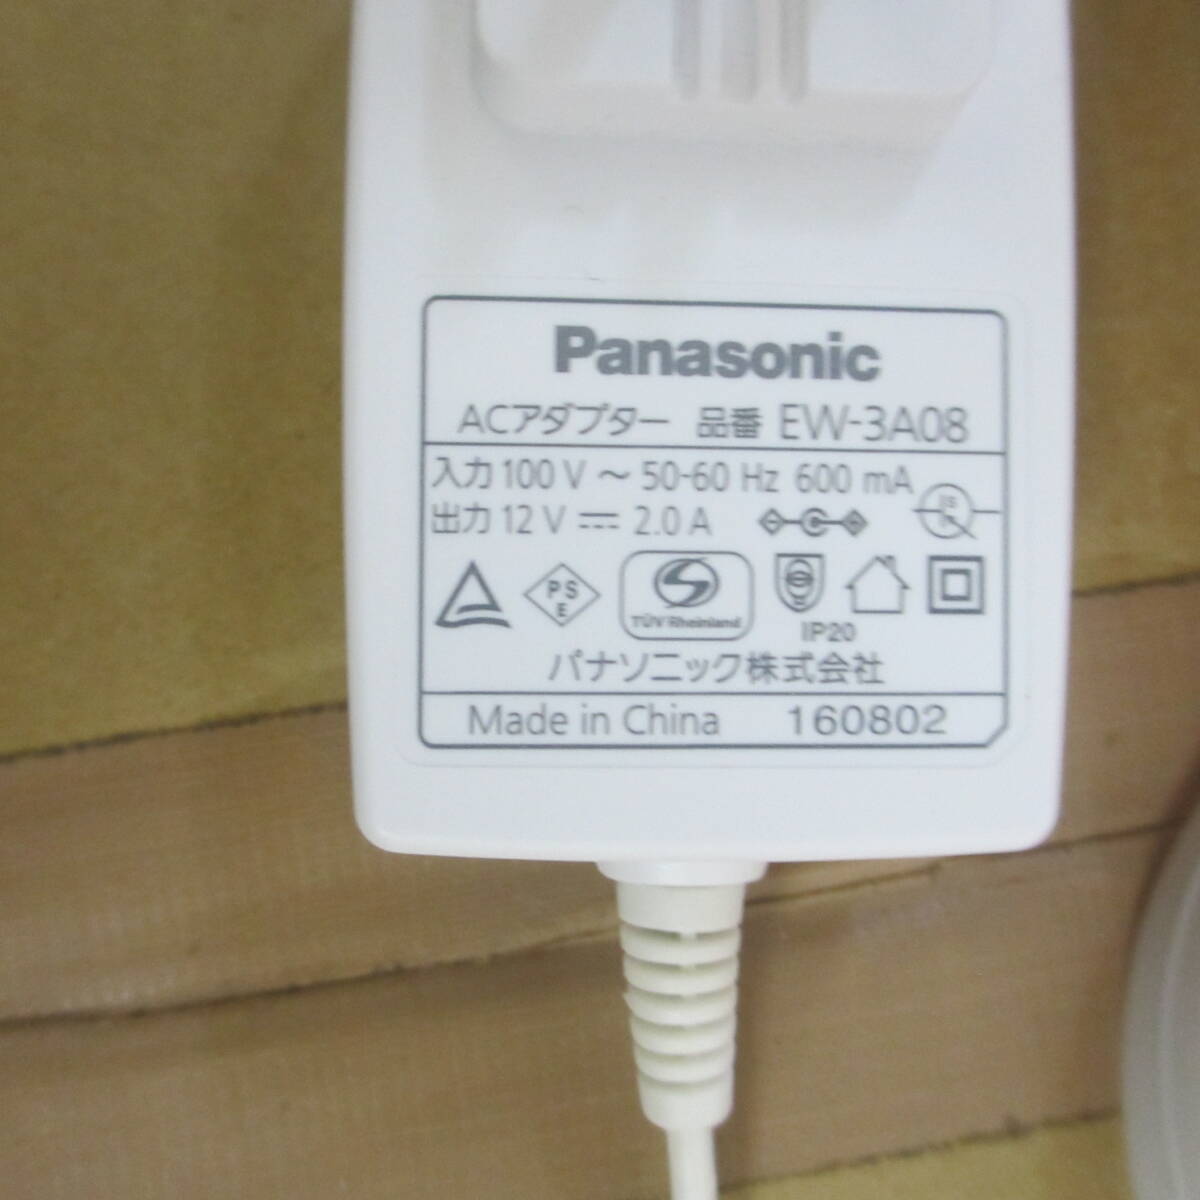 Panasonic
ACアダプター 品番 EW-3A08
入力 100 V ～ 50-60 Hz 600 mA
出力 12 V ⎓ 2.0 A
PS
E
TÜV Rheinland
IP20
パナソニック株式会社
Made in China 160802